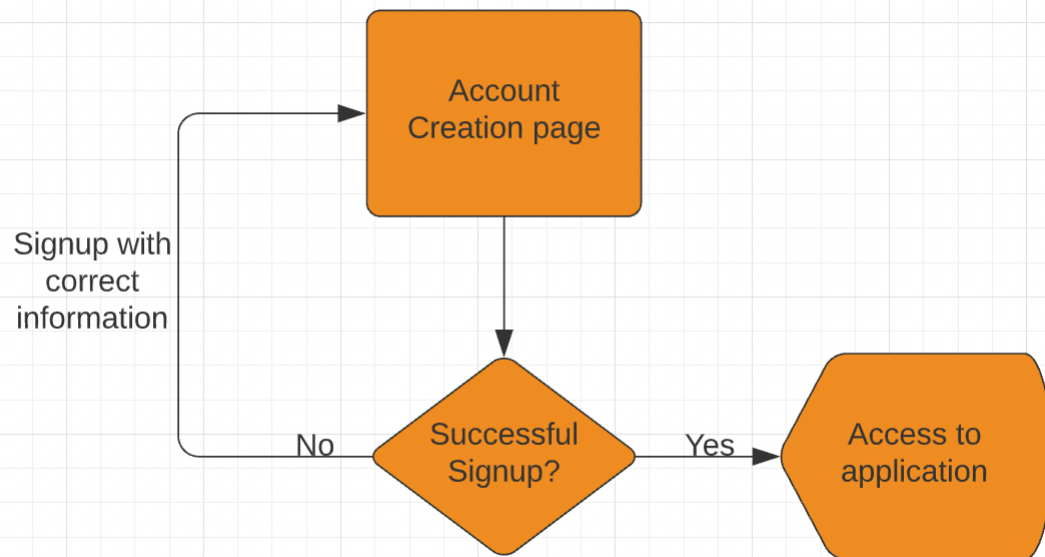 Account
Creation page
Signup with
correct
information
No
Successful
Signup?
Yes
Access to
application